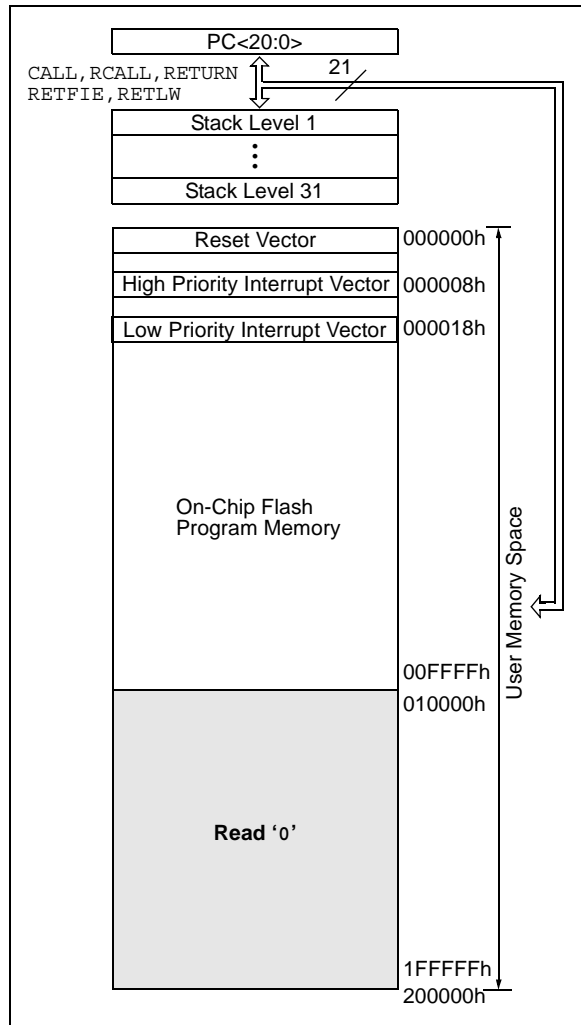 PC<20:0>
CALL,RCALL,RETURN
RETFIE,RETLW
21
Stack Level 1
Stack Level 31
Reset Vector
000000h
High Priority Interrupt Vector
000008h
Low Priority Interrupt Vector
000018h
On-Chip Flash
Program Memory
User Memory Space
00FFFFh
010000h
Read ‘0’
1FFFFFh
200000h